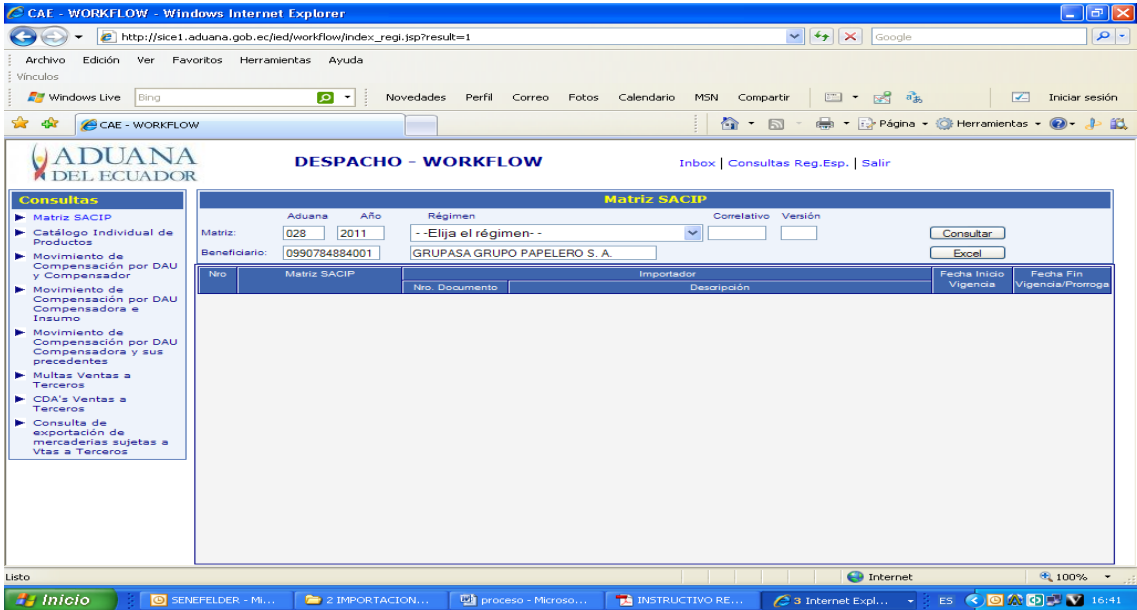 CAE - WORKFLOW - Windows Internet Explorer
http://sice1.aduana.gob.ec/ied/workflow/index_regi.jsp?result=1
Google
Archivo Edición Ver Favoritos Herramientas Ayuda
Vínculos
Windows Live Bing Novedades Perfil Correo Fotos Calendario MSN Compartir Iniciar sesión
CAE - WORKFLOW Página Herramientas
ADUANA
DEL ECUADOR
DESPACHO - WORKFLOW
Inbox | Consultas Reg.Esp. | Salir
Consultas
Matriz SACIP
Catálogo Individual de
Productos
Movimiento de
Compensación por DAU
y Compensador
Movimiento de
Compensación por DAU
Compensadora e
Insumo
Movimiento de
Compensación por DAU
Compensadora y sus
precedentes
Multas Ventas a
Terceros
CDA's Ventas a
Terceros
Consulta de
exportación de
mercaderias sujetas a
Vtas a Terceros
Matriz SACIP
Aduana Año Régimen Correlativo Versión
Matriz: 028 2011 - -Elija el régimen- - Consultar
Beneficiario: 0990784884001 GRUPASA GRUPO PAPELERO S. A. Excel
Nro Matriz SACIP Importador Fecha Inicio Vigencia Fecha Fin Vigencia/Prorroga
Nro. Documento Descripción
Listo Internet 100%
Inicio SENEFELDER - Mi... 2 IMPORTACION... proceso - Microso... INSTRUCTIVO RE... 3 Internet Expl... ES 16:41